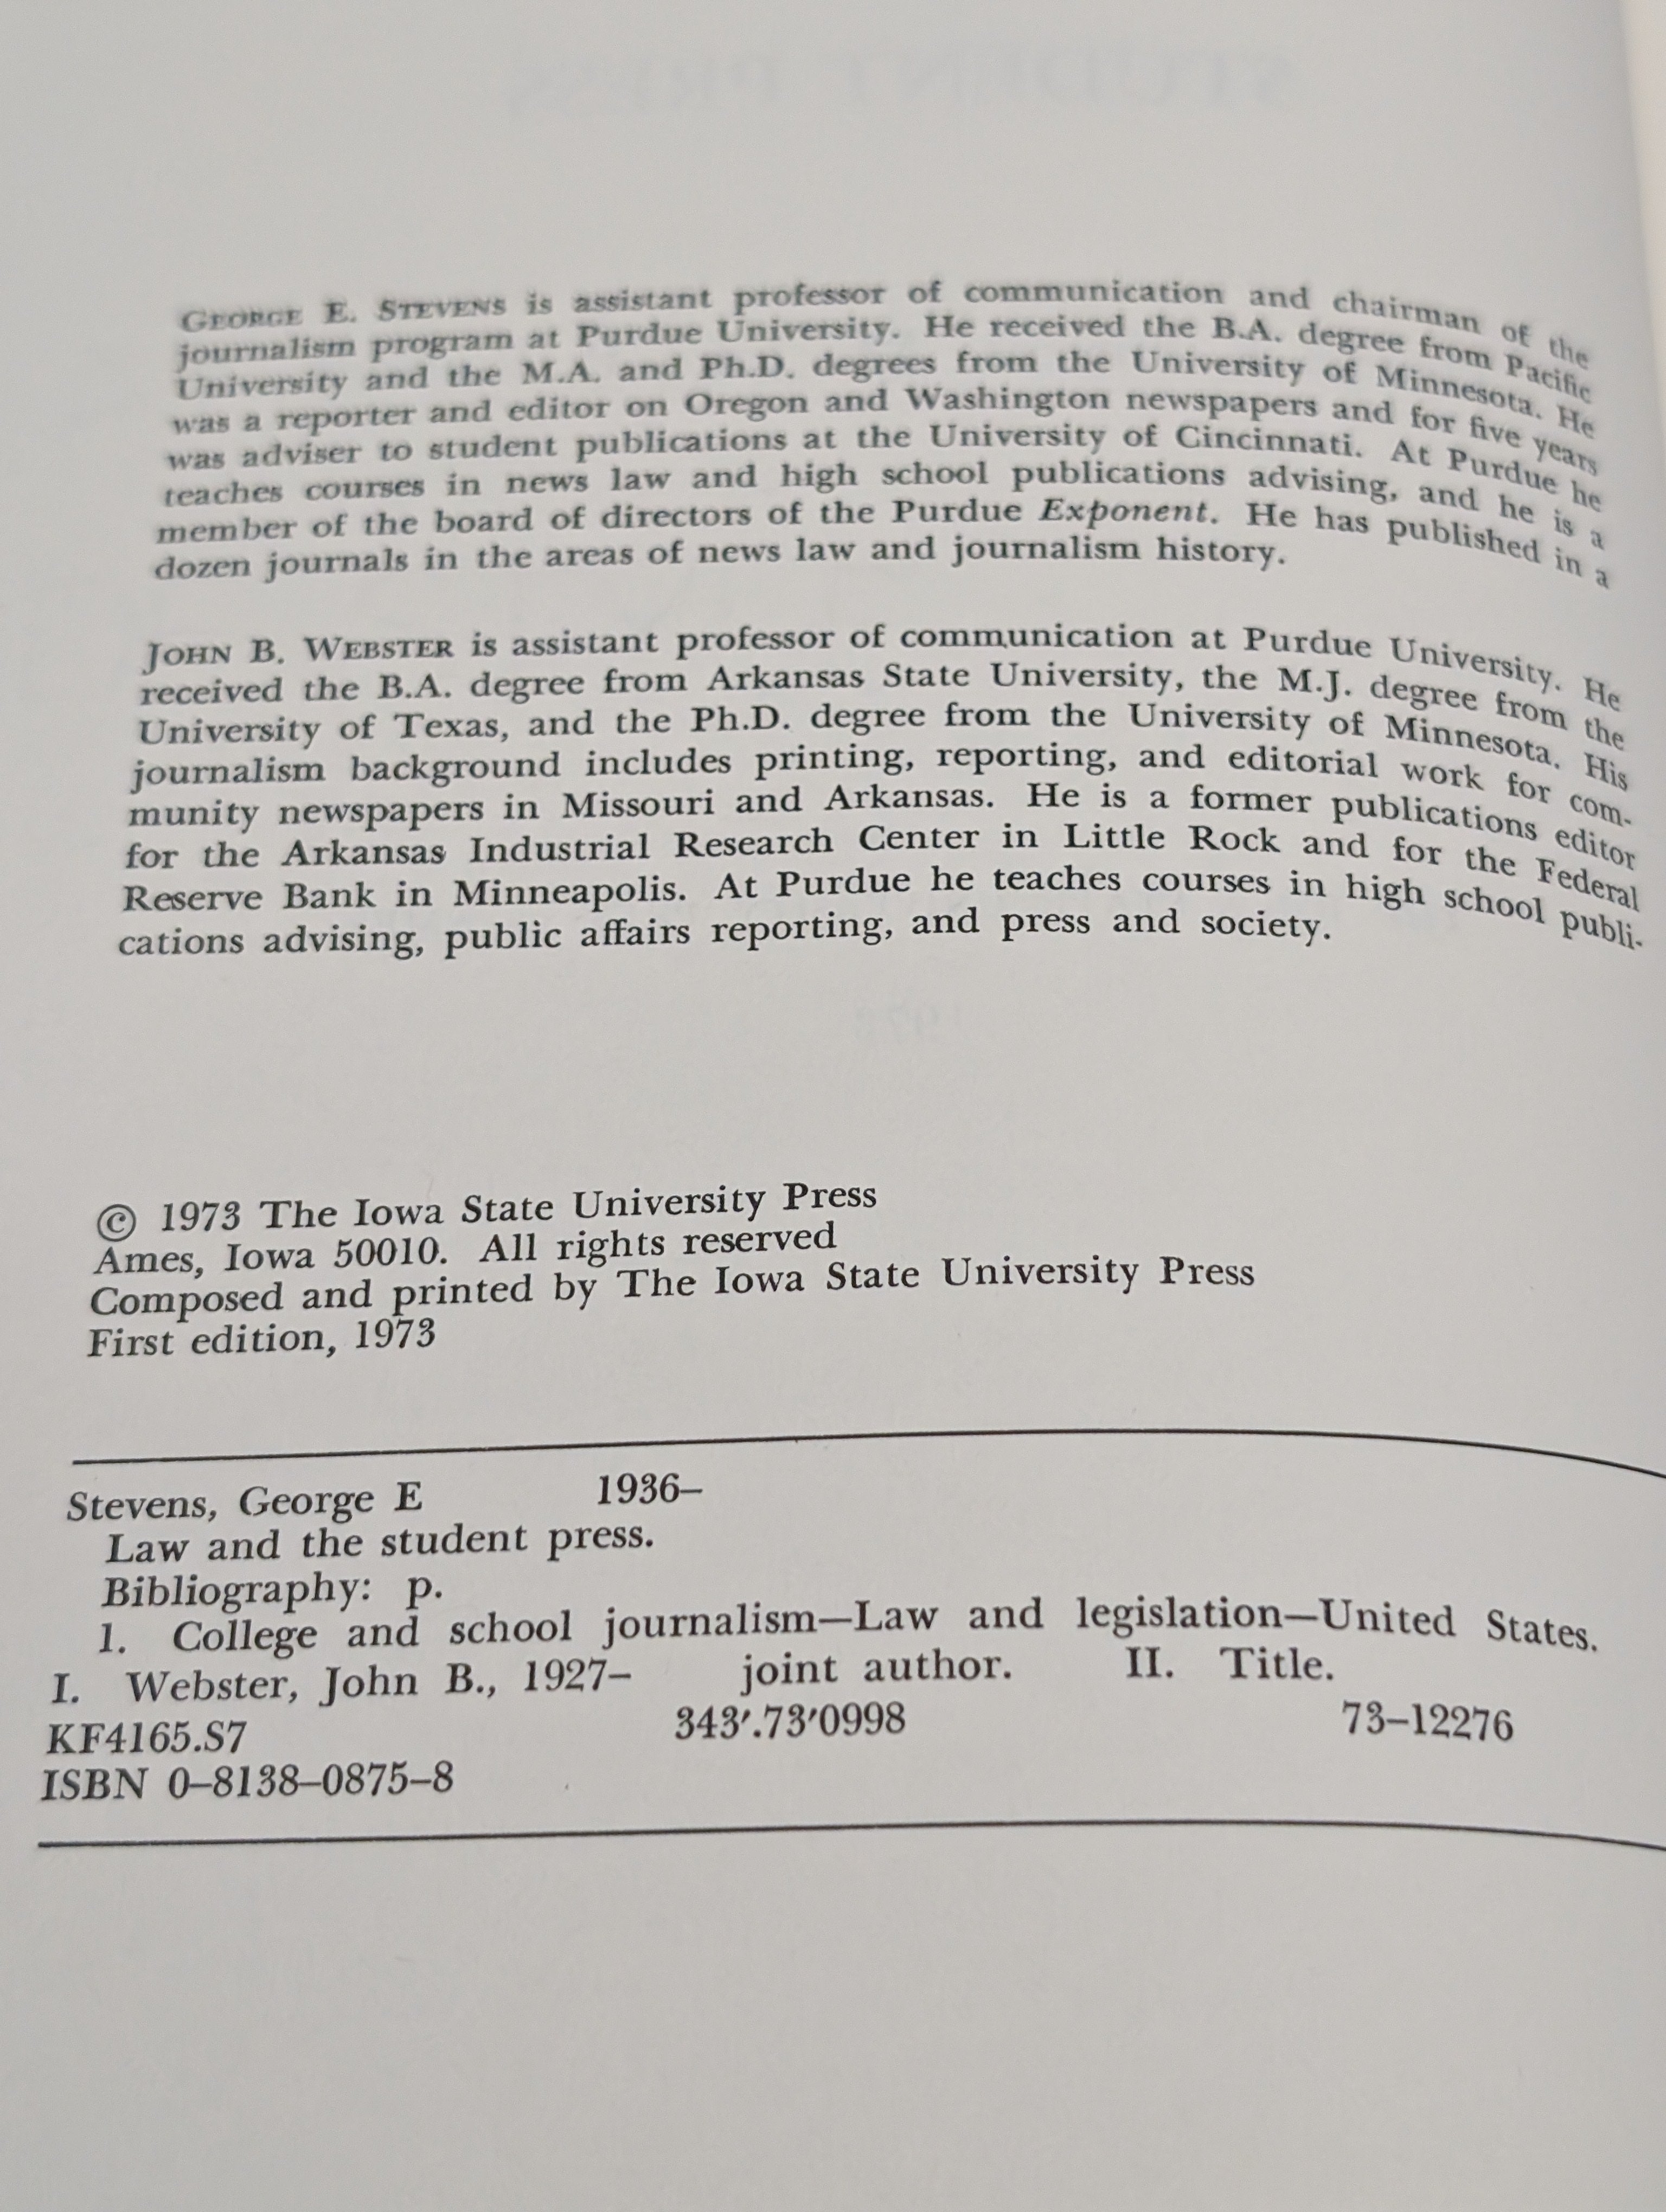 GEORGE E. STEVENS is assistant professor of communication and chairman of the
journalism program at Purdue University. He received the B.A. degree from Pacific
University and the M.A. and Ph.D. degrees from the University of Minnesota. He
was a reporter and editor on Oregon and Washington newspapers and for five years
was adviser to student publications at the University of Cincinnati. At Purdue he
teaches courses in news law and high school publications advising, and he is a
member of the board of directors of the Purdue Exponent. He has published in a
dozen journals in the areas of news law and journalism history.
JOHN B. WEBSTER is assistant professor of communication at Purdue University. He
received the B.A. degree from Arkansas State University, the M.J. degree from the
University of Texas, and the Ph.D. degree from the University of Minnesota. His
journalism background includes printing, reporting, and editorial work for com-
munity newspapers in Missouri and Arkansas. He is a former publications editor
for the Arkansas Industrial Research Center in Little Rock and for the Federal
Reserve Bank in Minneapolis. At Purdue he teaches courses in high school publi-
cations advising, public affairs reporting, and press and society.
© 1973 The Iowa State University Press
Ames, Iowa 50010. All rights reserved
Composed and printed by The Iowa State University Press
First edition, 1973
Stevens, George E 1936–
Law and the student press.
Bibliography: p.
1. College and school journalism—Law and legislation—United States.
I. Webster, John B., 1927– joint author. II. Title.
KF4165.S7 343′.73′0998 73–12276
ISBN 0–8138–0875–8